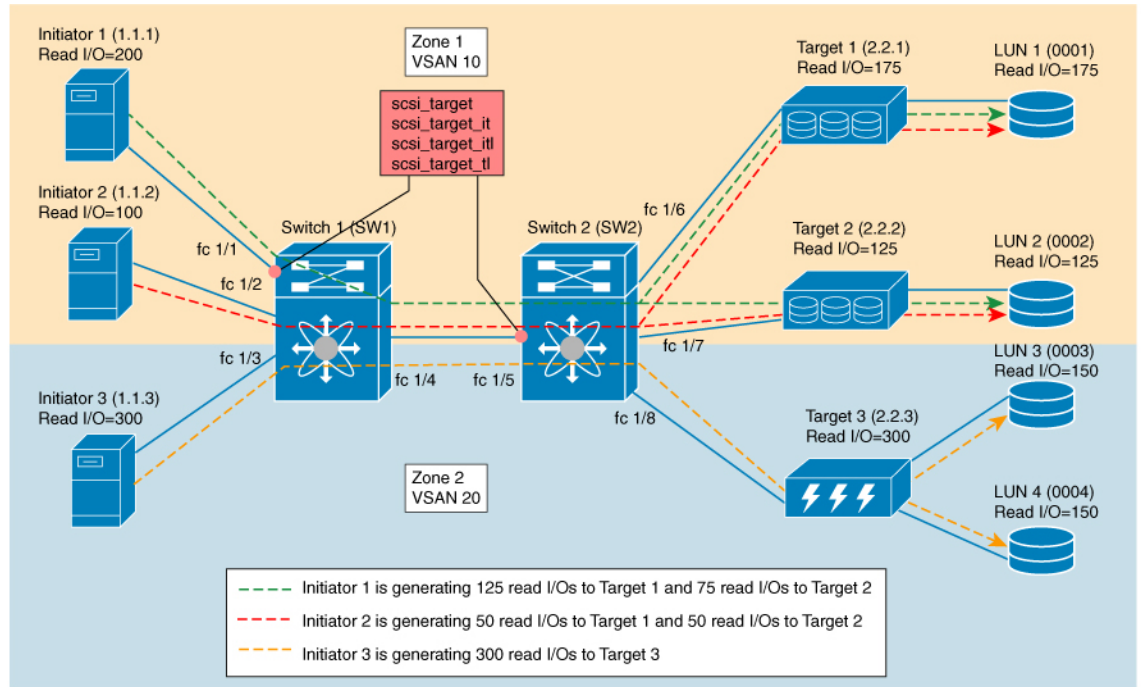 Initiator 1 (1.1.1)
Read I/O=200
Zone 1
VSAN 10
Target 1 (2.2.1)
Read I/O=175
LUN 1 (0001)
Read I/O=175
scsi_target
scsi_target_it
scsi_target_itl
scsi_target_tl
Initiator 2 (1.1.2)
Read I/O=100
fc 1/1
Switch 1 (SW1)
Switch 2 (SW2)
fc 1/6
Target 2 (2.2.2)
Read I/O=125
LUN 2 (0002)
Read I/O=125
fc 1/2
fc 1/3
fc 1/4
fc 1/5
fc 1/7
LUN 3 (0003)
Read I/O=150
Initiator 3 (1.1.3)
Read I/O=300
fc 1/8
Target 3 (2.2.3)
Read I/O=300
Zone 2
VSAN 20
LUN 4 (0004)
Read I/O=150
Initiator 1 is generating 125 read I/Os to Target 1 and 75 read I/Os to Target 2
Initiator 2 is generating 50 read I/Os to Target 1 and 50 read I/Os to Target 2
Initiator 3 is generating 300 read I/Os to Target 3